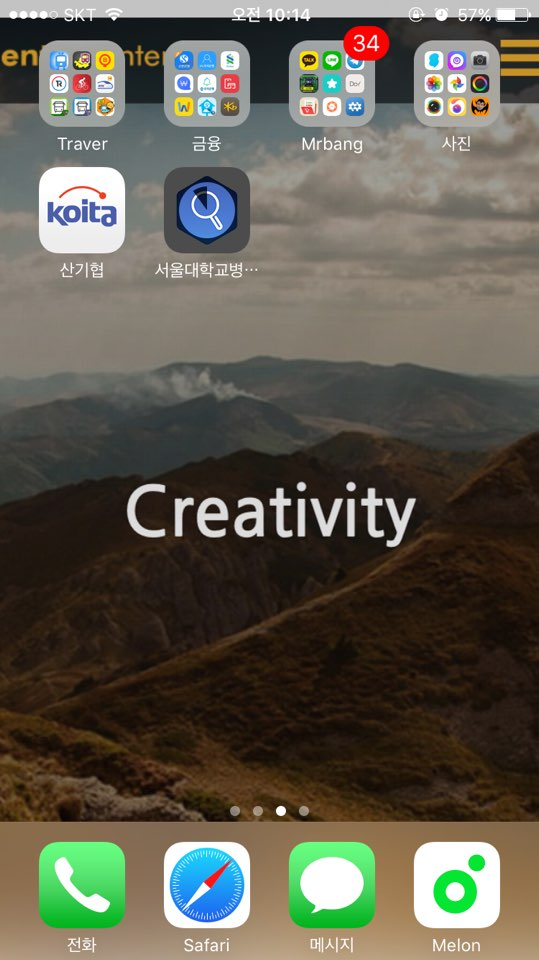 SKT
오전 10:14
57%
34
Traver
금융
Mrbang
사진
koita
산기협
서울대학교병…
Creativity
전화
Safari
메시지
Melon